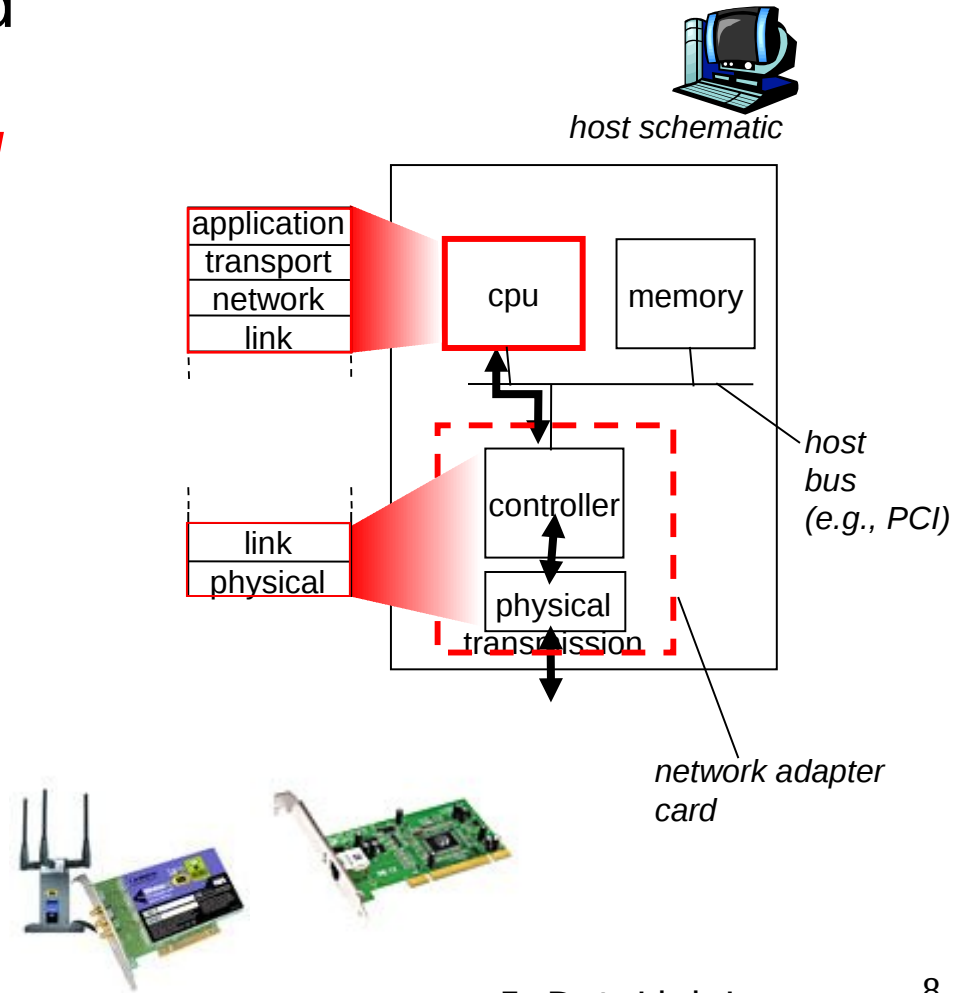 host schematic
application
transport
network
link
cpu
memory
host
bus
(e.g., PCI)
controller
link
physical
physical
transmission
network adapter
card
8